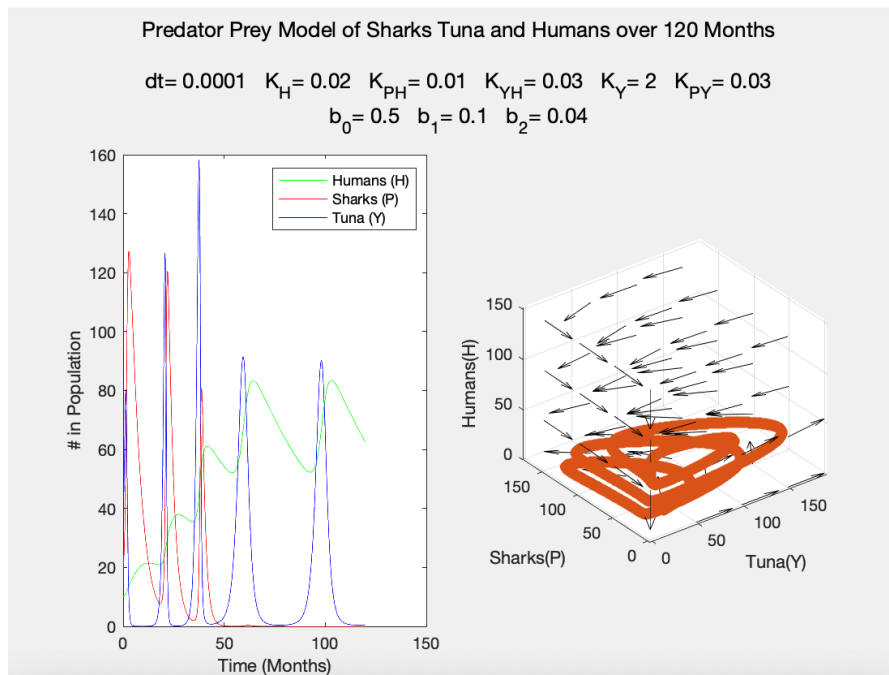 Predator Prey Model of Sharks Tuna and Humans over 120 Months
dt= 0.0001 K_H= 0.02 K_PH= 0.01 K_YH= 0.03 K_Y= 2 K_PY= 0.03
b_0= 0.5 b_1= 0.1 b_2= 0.04
160
140
120
100
80
60
40
20
0
# in Population
0 50 100 150
Time (Months)
Humans (H)
Sharks (P)
Tuna (Y)
150
100
50
0
Humans(H)
150
100
50
0
Sharks(P)
0
50
100
150
Tuna(Y)